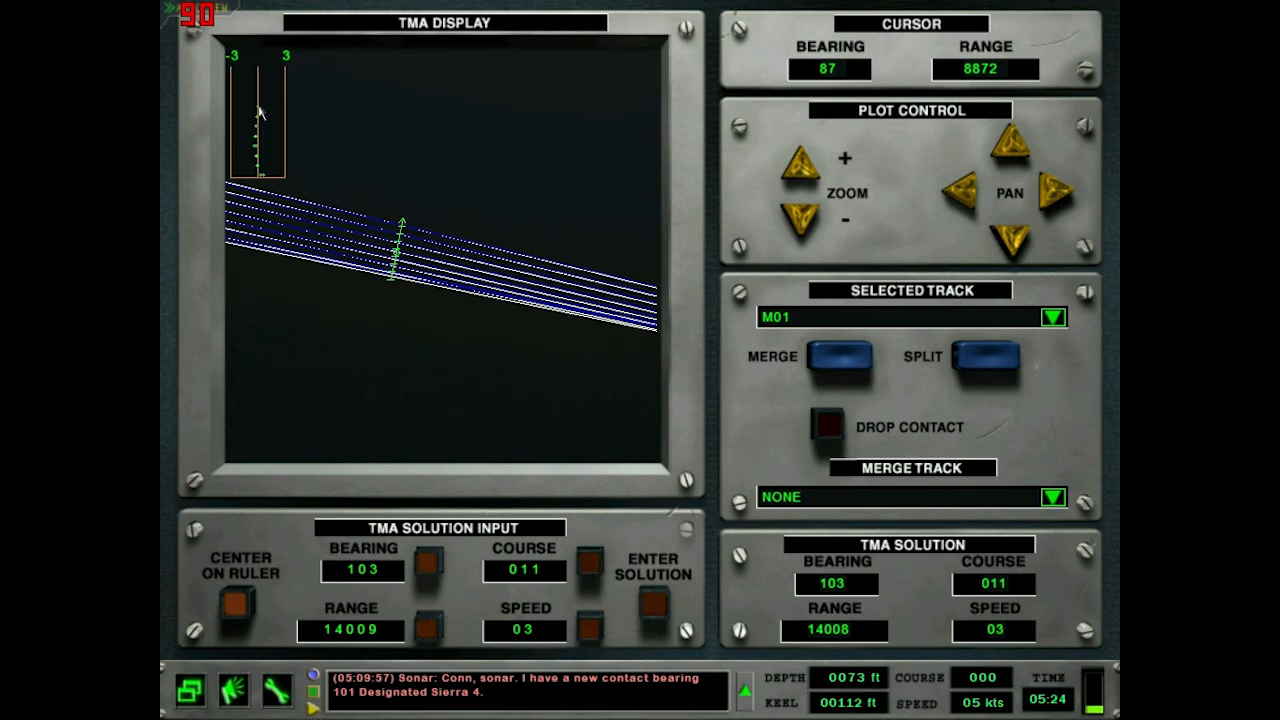 90
TMA DISPLAY
-3 3
CURSOR
BEARING RANGE
87 8872
PLOT CONTROL
+
ZOOM
-
PAN
SELECTED TRACK
M01
MERGE SPLIT
DROP CONTACT
MERGE TRACK
NONE
TMA SOLUTION INPUT
CENTER
ON RULER
BEARING COURSE
103 011
ENTER
SOLUTION
RANGE SPEED
14009 03
TMA SOLUTION
BEARING COURSE
103 011
RANGE SPEED
14008 03
(05:09:57) Sonar: Conn, sonar. I have a new contact bearing
101 Designated Sierra 4.
DEPTH 0073 ft COURSE 000 TIME
KEEL 00112 ft SPEED 05 kts 05:24